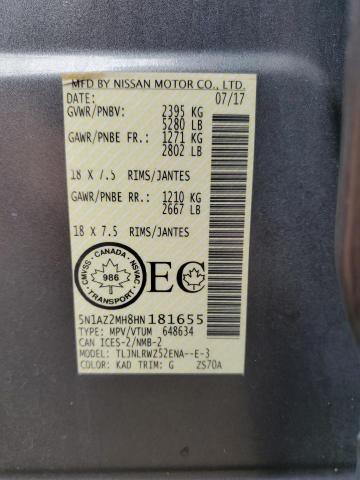 MFD BY NISSAN MOTOR CO., LTD.
DATE: 07/17
GVWR/PNBV: 2395 KG
5280 LB
GAWR/PNBE FR.: 1271 KG
2802 LB
18 X 7.5 RIMS/JANTES
GAWR/PNBE RR.: 1210 KG
2667 LB
18 X 7.5 RIMS/JANTES
CANADA
CMVSS NSVAC
986
TRANSPORT
EC
5N1AZ2MH8HN181655
TYPE: MPV/VTUM 648634
CAN ICES-2/NMB-2
MODEL: TLJNLRWZ52ENA--E-3
COLOR: KAD TRIM: G ZS70A